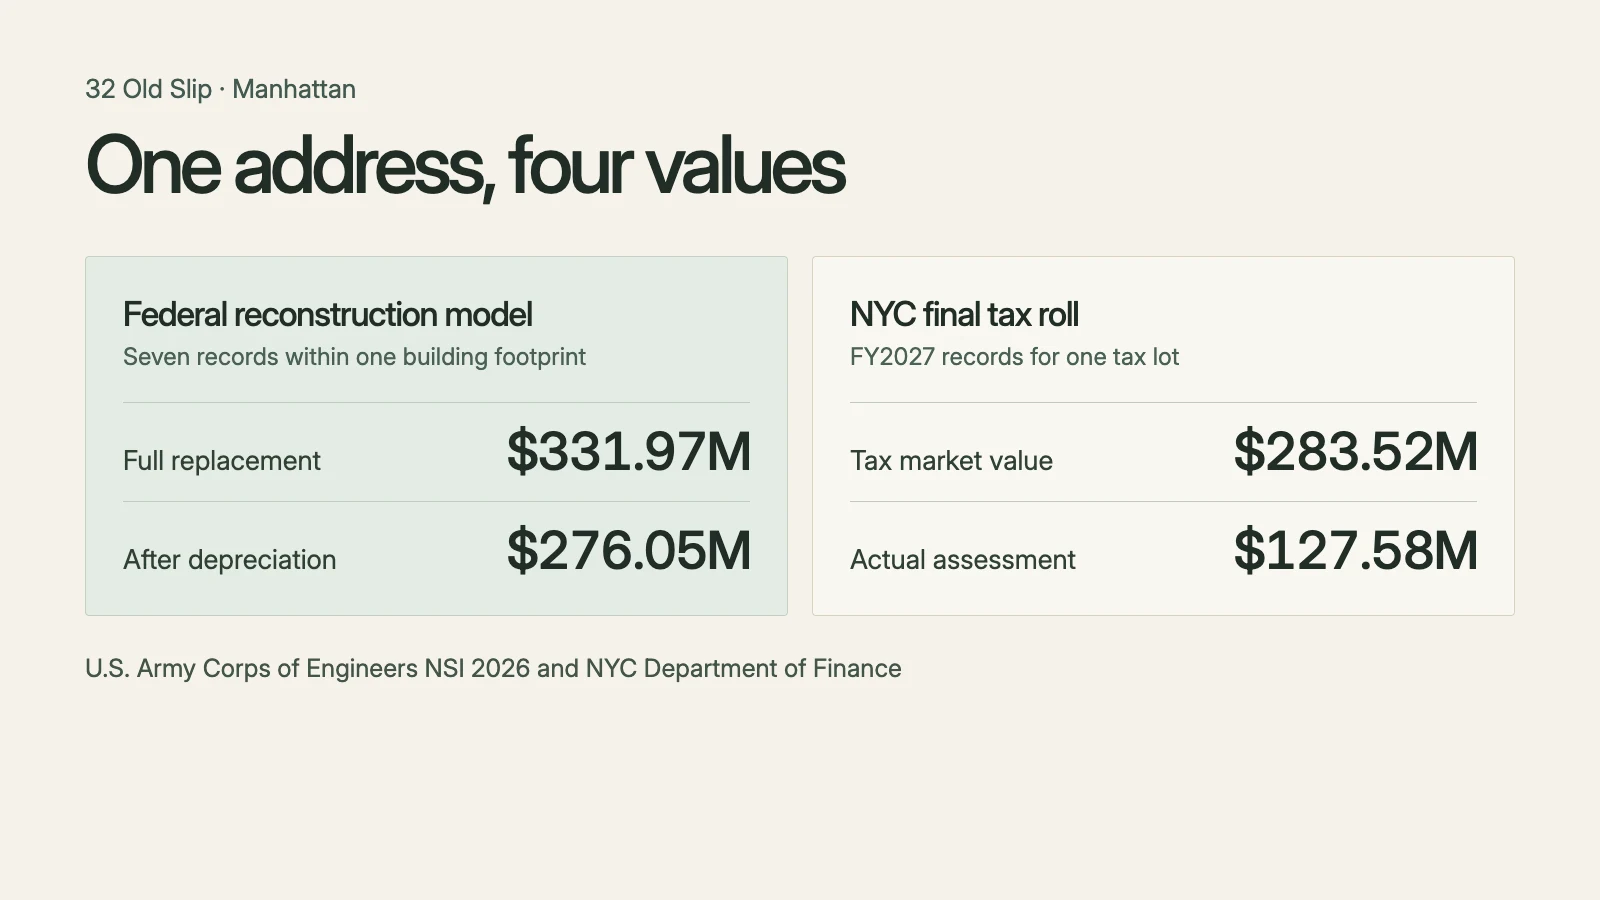 32 Old Slip · Manhattan
One address, four values
Federal reconstruction model
Seven records within one building footprint
Full replacement $331.97M
After depreciation $276.05M
NYC final tax roll
FY2027 records for one tax lot
Tax market value $283.52M
Actual assessment $127.58M
U.S. Army Corps of Engineers NSI 2026 and NYC Department of Finance